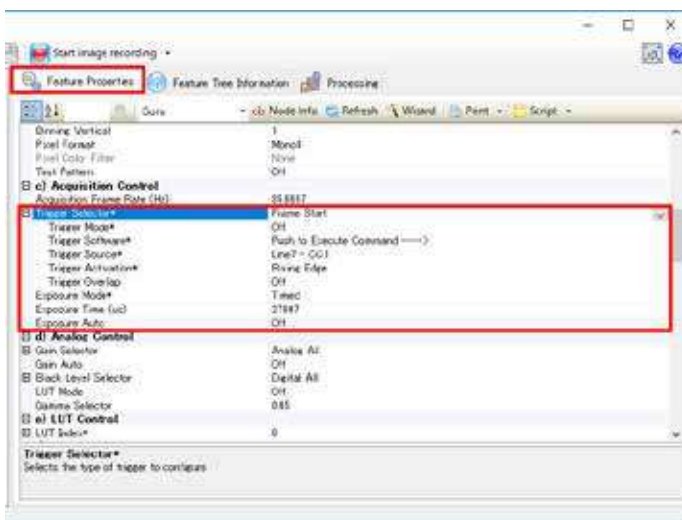 Start image recording
Feature Properties
Feature Tree Information
Processing
Guru
Node Info
Refresh
Wizard
Print
Script
Binning Vertical 1
Pixel Format Mono8
Pixel Color Filter None
Test Pattern Off
c) Acquisition Control
Acquisition Frame Rate (Hz)
Trigger Selector* Frame Start
Trigger Mode* Off
Trigger Software* Push to Execute Command ---->
Trigger Source* Line7 - CC1
Trigger Activation* Rising Edge
Trigger Overlap Off
Exposure Mode* Timed
Exposure Time (us)
Exposure Auto Off
d) Analog Control
Gain Selector Analog All
Gain Auto Off
Black Level Selector Digital All
LUT Mode Off
Gamma Selector 0.45
e) LUT Control
LUT Index* 0
Trigger Selector*
Selects the type of trigger to configure